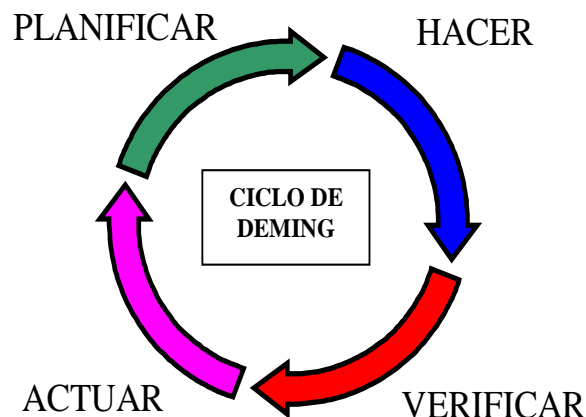 PLANIFICAR
HACER
CICLO DE
DEMING
ACTUAR
VERIFICAR